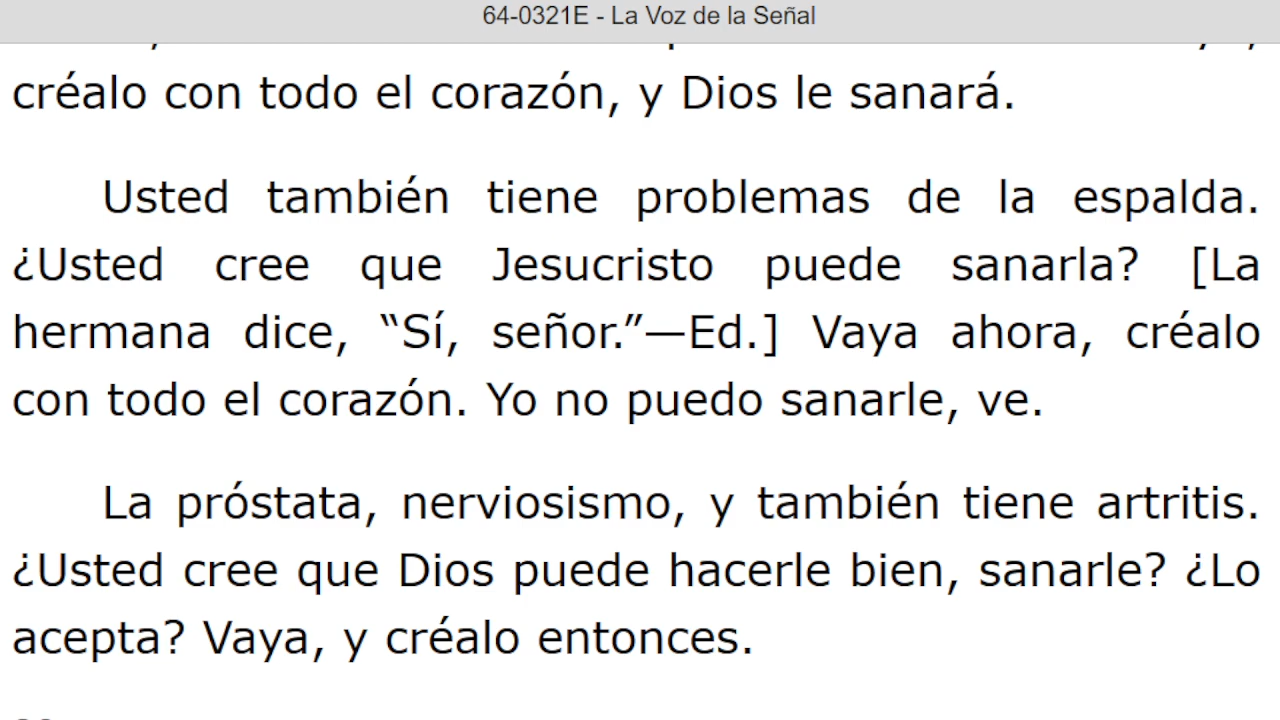 64-0321E - La Voz de la Señal
créalo con todo el corazón, y Dios le sanará.
Usted también tiene problemas de la espalda.
¿Usted cree que Jesucristo puede sanarla? [La
hermana dice, “Sí, señor.”—Ed.] Vaya ahora, créalo
con todo el corazón. Yo no puedo sanarle, ve.
La próstata, nerviosismo, y también tiene artritis.
¿Usted cree que Dios puede hacerle bien, sanarle? ¿Lo
acepta? Vaya, y créalo entonces.